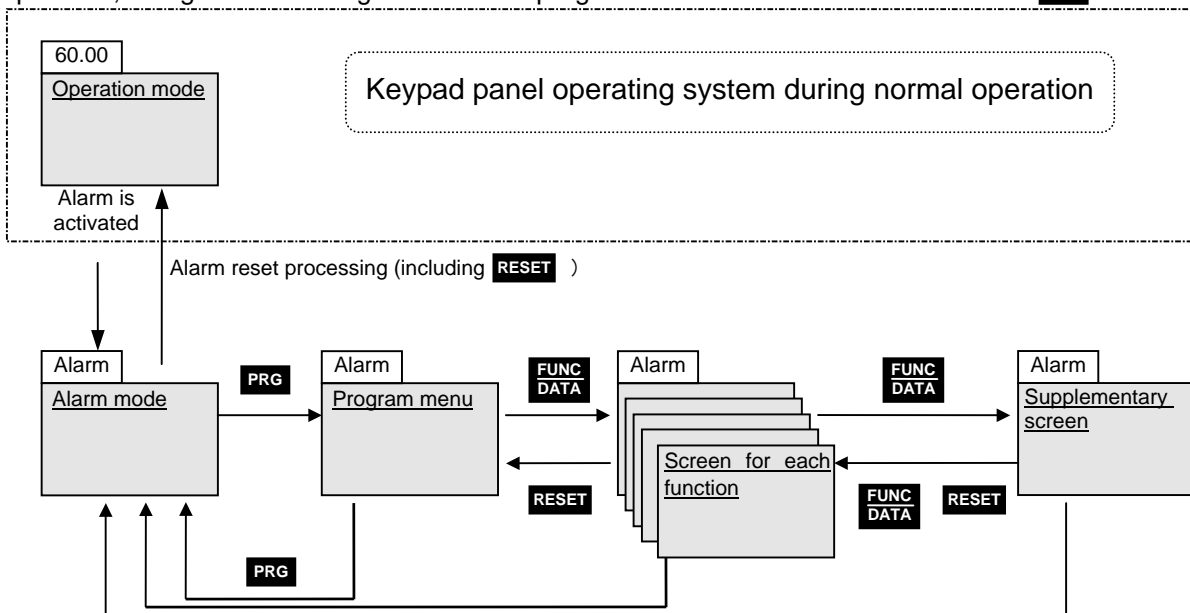 60.00
Operation mode
Keypad panel operating system during normal operation
Alarm is
activated
Alarm reset processing (including RESET )
Alarm
Alarm mode
PRG
Alarm
Program menu
FUNC
DATA
Alarm
Screen for each
function
FUNC
DATA
Alarm
Supplementary
screen
RESET
FUNC
DATA
RESET
PRG